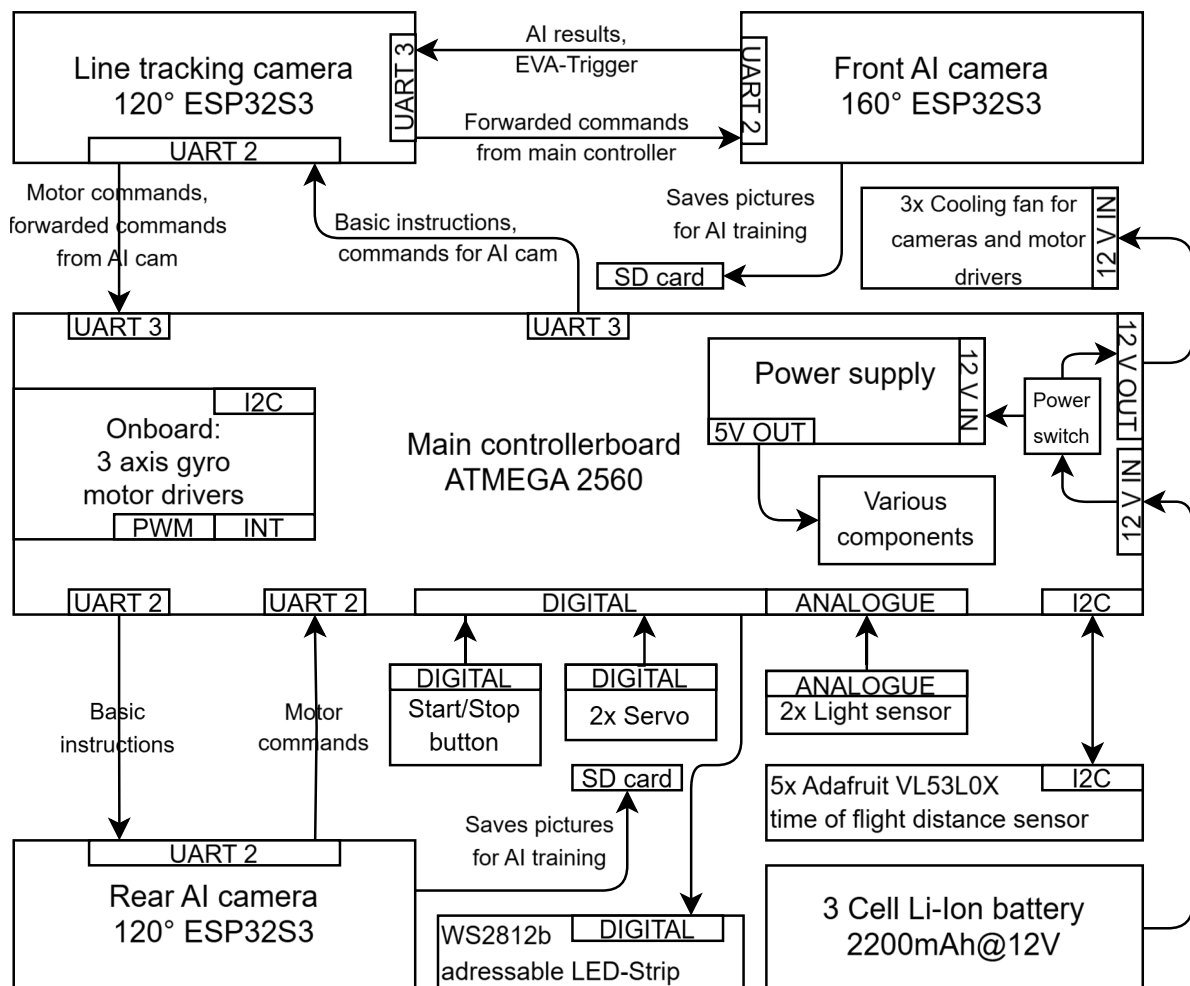 Line tracking camera
120° ESP32S3
UART 3
UART 2
AI results,
EVA-Trigger
Forwarded commands
from main controller
UART 2
Front AI camera
160° ESP32S3
Motor commands,
forwarded commands
from AI cam
Basic instructions,
commands for AI cam
Saves pictures
for AI training
SD card
3x Cooling fan for
cameras and motor
drivers
12 V IN
UART 3
UART 3
I2C
Onboard:
3 axis gyro
motor drivers
PWM
INT
Main controllerboard
ATMEGA 2560
Power supply
12 V IN
5V OUT
Various
components
Power
switch
12 V OUT
12 V IN
UART 2
UART 2
DIGITAL
ANALOGUE
I2C
Basic
instructions
Motor
commands
DIGITAL
Start/Stop
button
DIGITAL
2x Servo
ANALOGUE
2x Light sensor
SD card
Saves pictures
for AI training
I2C
5x Adafruit VL53L0X
time of flight distance sensor
UART 2
Rear AI camera
120° ESP32S3
DIGITAL
WS2812b
adressable LED-Strip
3 Cell Li-Ion battery
2200mAh@12V